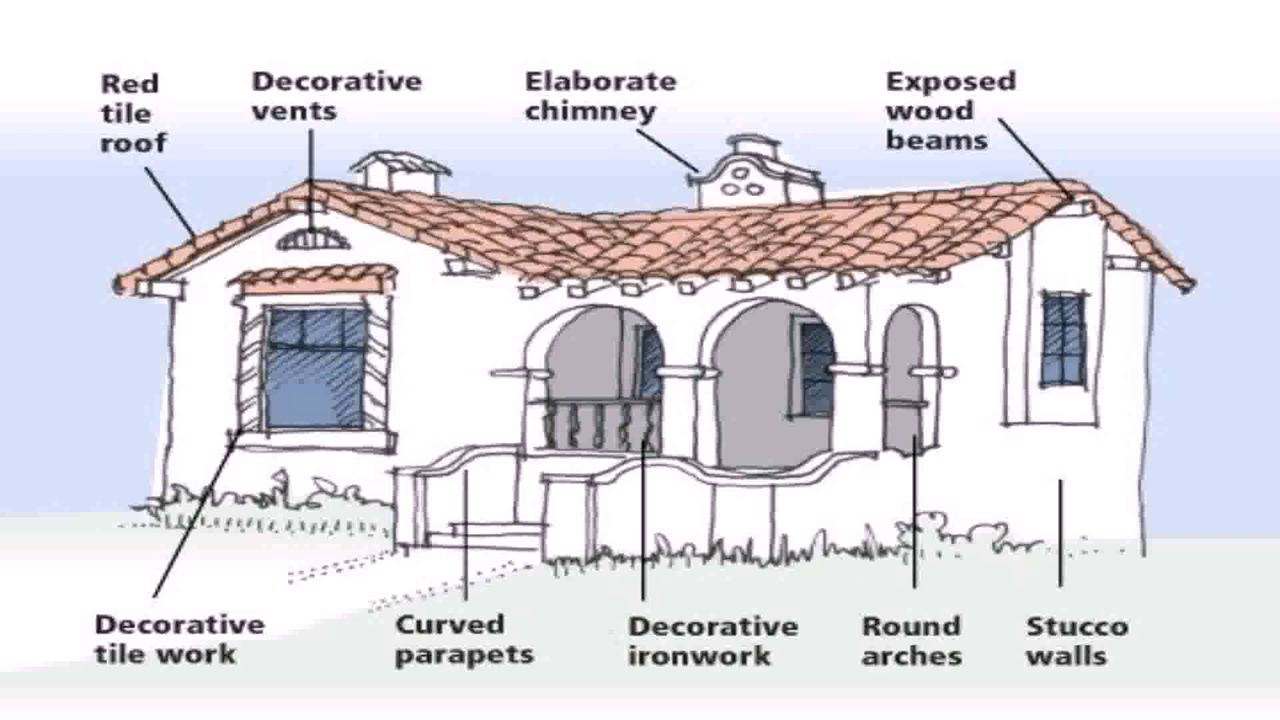 Red
tile
roof
Decorative
vents
Elaborate
chimney
Exposed
wood
beams
Decorative
tile work
Curved
parapets
Decorative
ironwork
Round
arches
Stucco
walls